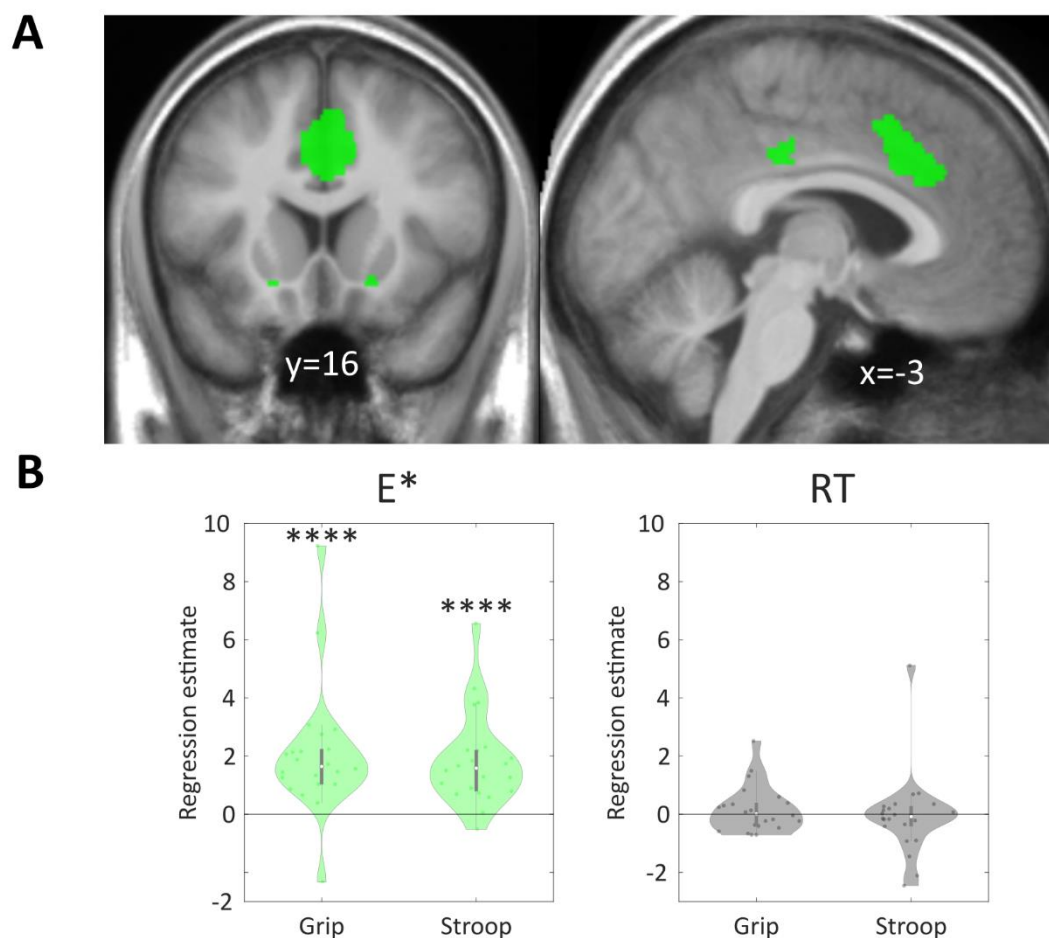 A
y=16
x=-3
B
E*
RT
Regression estimate
10
8
6
4
2
0
-2
****
****
Grip
Stroop
Regression estimate
10
8
6
4
2
0
-2
Grip
Stroop